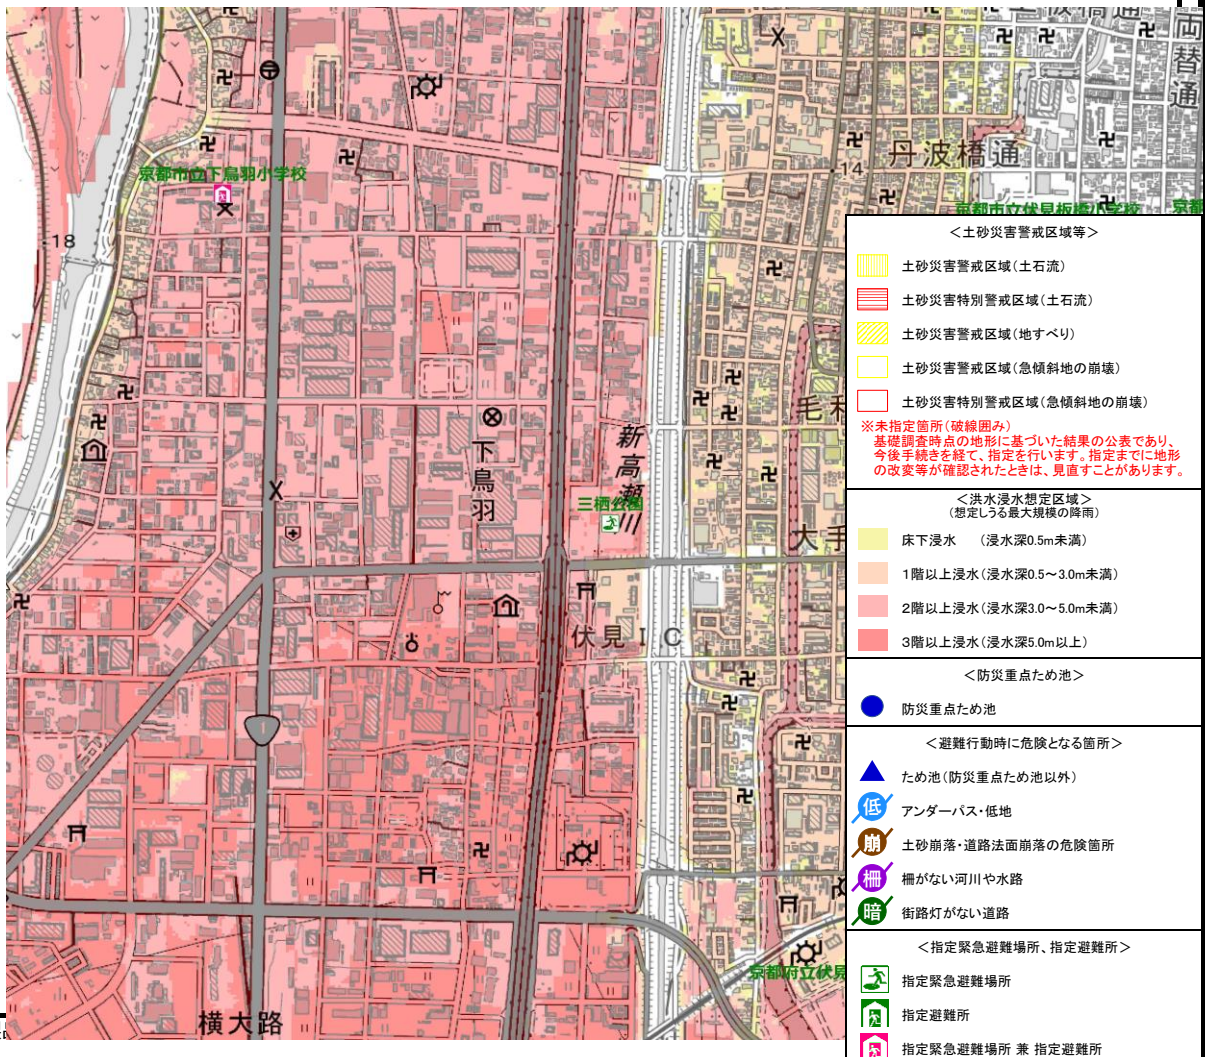 両替通
丹波橋通
14
京都市立下鳥羽小学校
京都市立伏見板橋小学校
18
下鳥羽
新高瀬川
三栖公園
大手
伏見IC
1
横大路
京都府立伏見
＜土砂災害警戒区域等＞
土砂災害警戒区域（土石流）
土砂災害特別警戒区域（土石流）
土砂災害警戒区域（地すべり）
土砂災害警戒区域（急傾斜地の崩壊）
土砂災害特別警戒区域（急傾斜地の崩壊）
※未指定箇所（破線囲み）
基礎調査時点の地形に基づいた結果の公表であり、
今後手続きを経て、指定を行います。指定までに地形
の改変等が確認されたときは、見直すことがあります。
＜洪水浸水想定区域＞
（想定しうる最大規模の降雨）
床下浸水　（浸水深0.5m未満）
1階以上浸水（浸水深0.5～3.0m未満）
2階以上浸水（浸水深3.0～5.0m未満）
3階以上浸水（浸水深5.0m以上）
＜防災重点ため池＞
防災重点ため池
＜避難行動時に危険となる箇所＞
ため池（防災重点ため池以外）
低 アンダーパス・低地
崩 土砂崩落・道路法面崩落の危険箇所
柵 柵がない河川や水路
暗 街路灯がない道路
＜指定緊急避難場所、指定避難所＞
指定緊急避難場所
指定避難所
指定緊急避難場所 兼 指定避難所